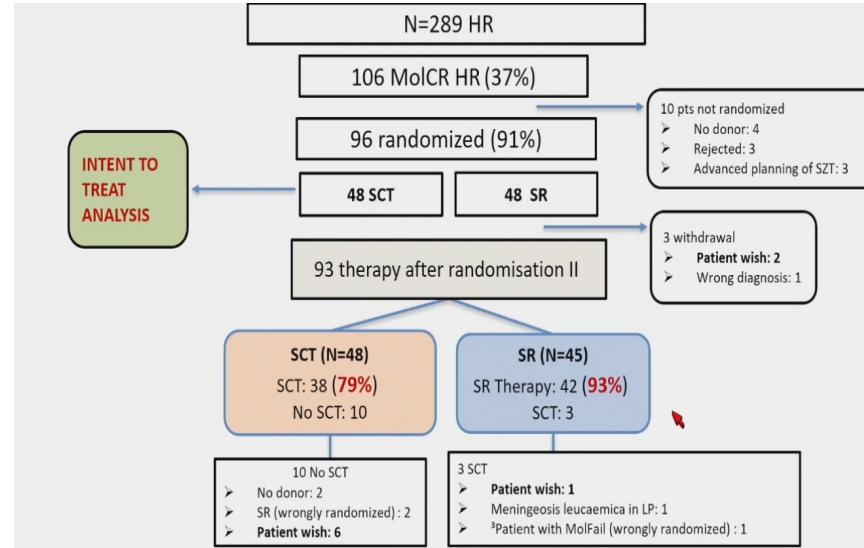 N=289 HR
106 MolCR HR (37%)
10 pts not randomized
➢ No donor: 4
➢ Rejected: 3
➢ Advanced planning of SZT: 3
96 randomized (91%)
INTENT TO
TREAT
ANALYSIS
48 SCT
48 SR
3 withdrawal
➢ Patient wish: 2
➢ Wrong diagnosis: 1
93 therapy after randomisation II
SCT (N=48)
SCT: 38 (79%)
No SCT: 10
SR (N=45)
SR Therapy: 42 (93%)
SCT: 3
10 No SCT
➢ No donor: 2
➢ SR (wrongly randomized) : 2
➢ Patient wish: 6
3 SCT
➢ Patient wish: 1
➢ Meningeosis leucaemica in LP: 1
➢ ³Patient with MolFail (wrongly randomized) : 1